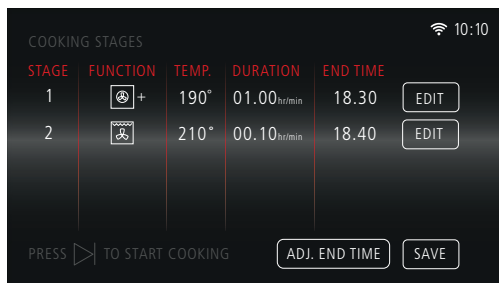 10:10
COOKING STAGES
STAGE FUNCTION TEMP. DURATION END TIME
1 + 190° 01.00hr/min 18.30 EDIT
2 210° 00.10hr/min 18.40 EDIT
PRESS TO START COOKING ADJ. END TIME SAVE